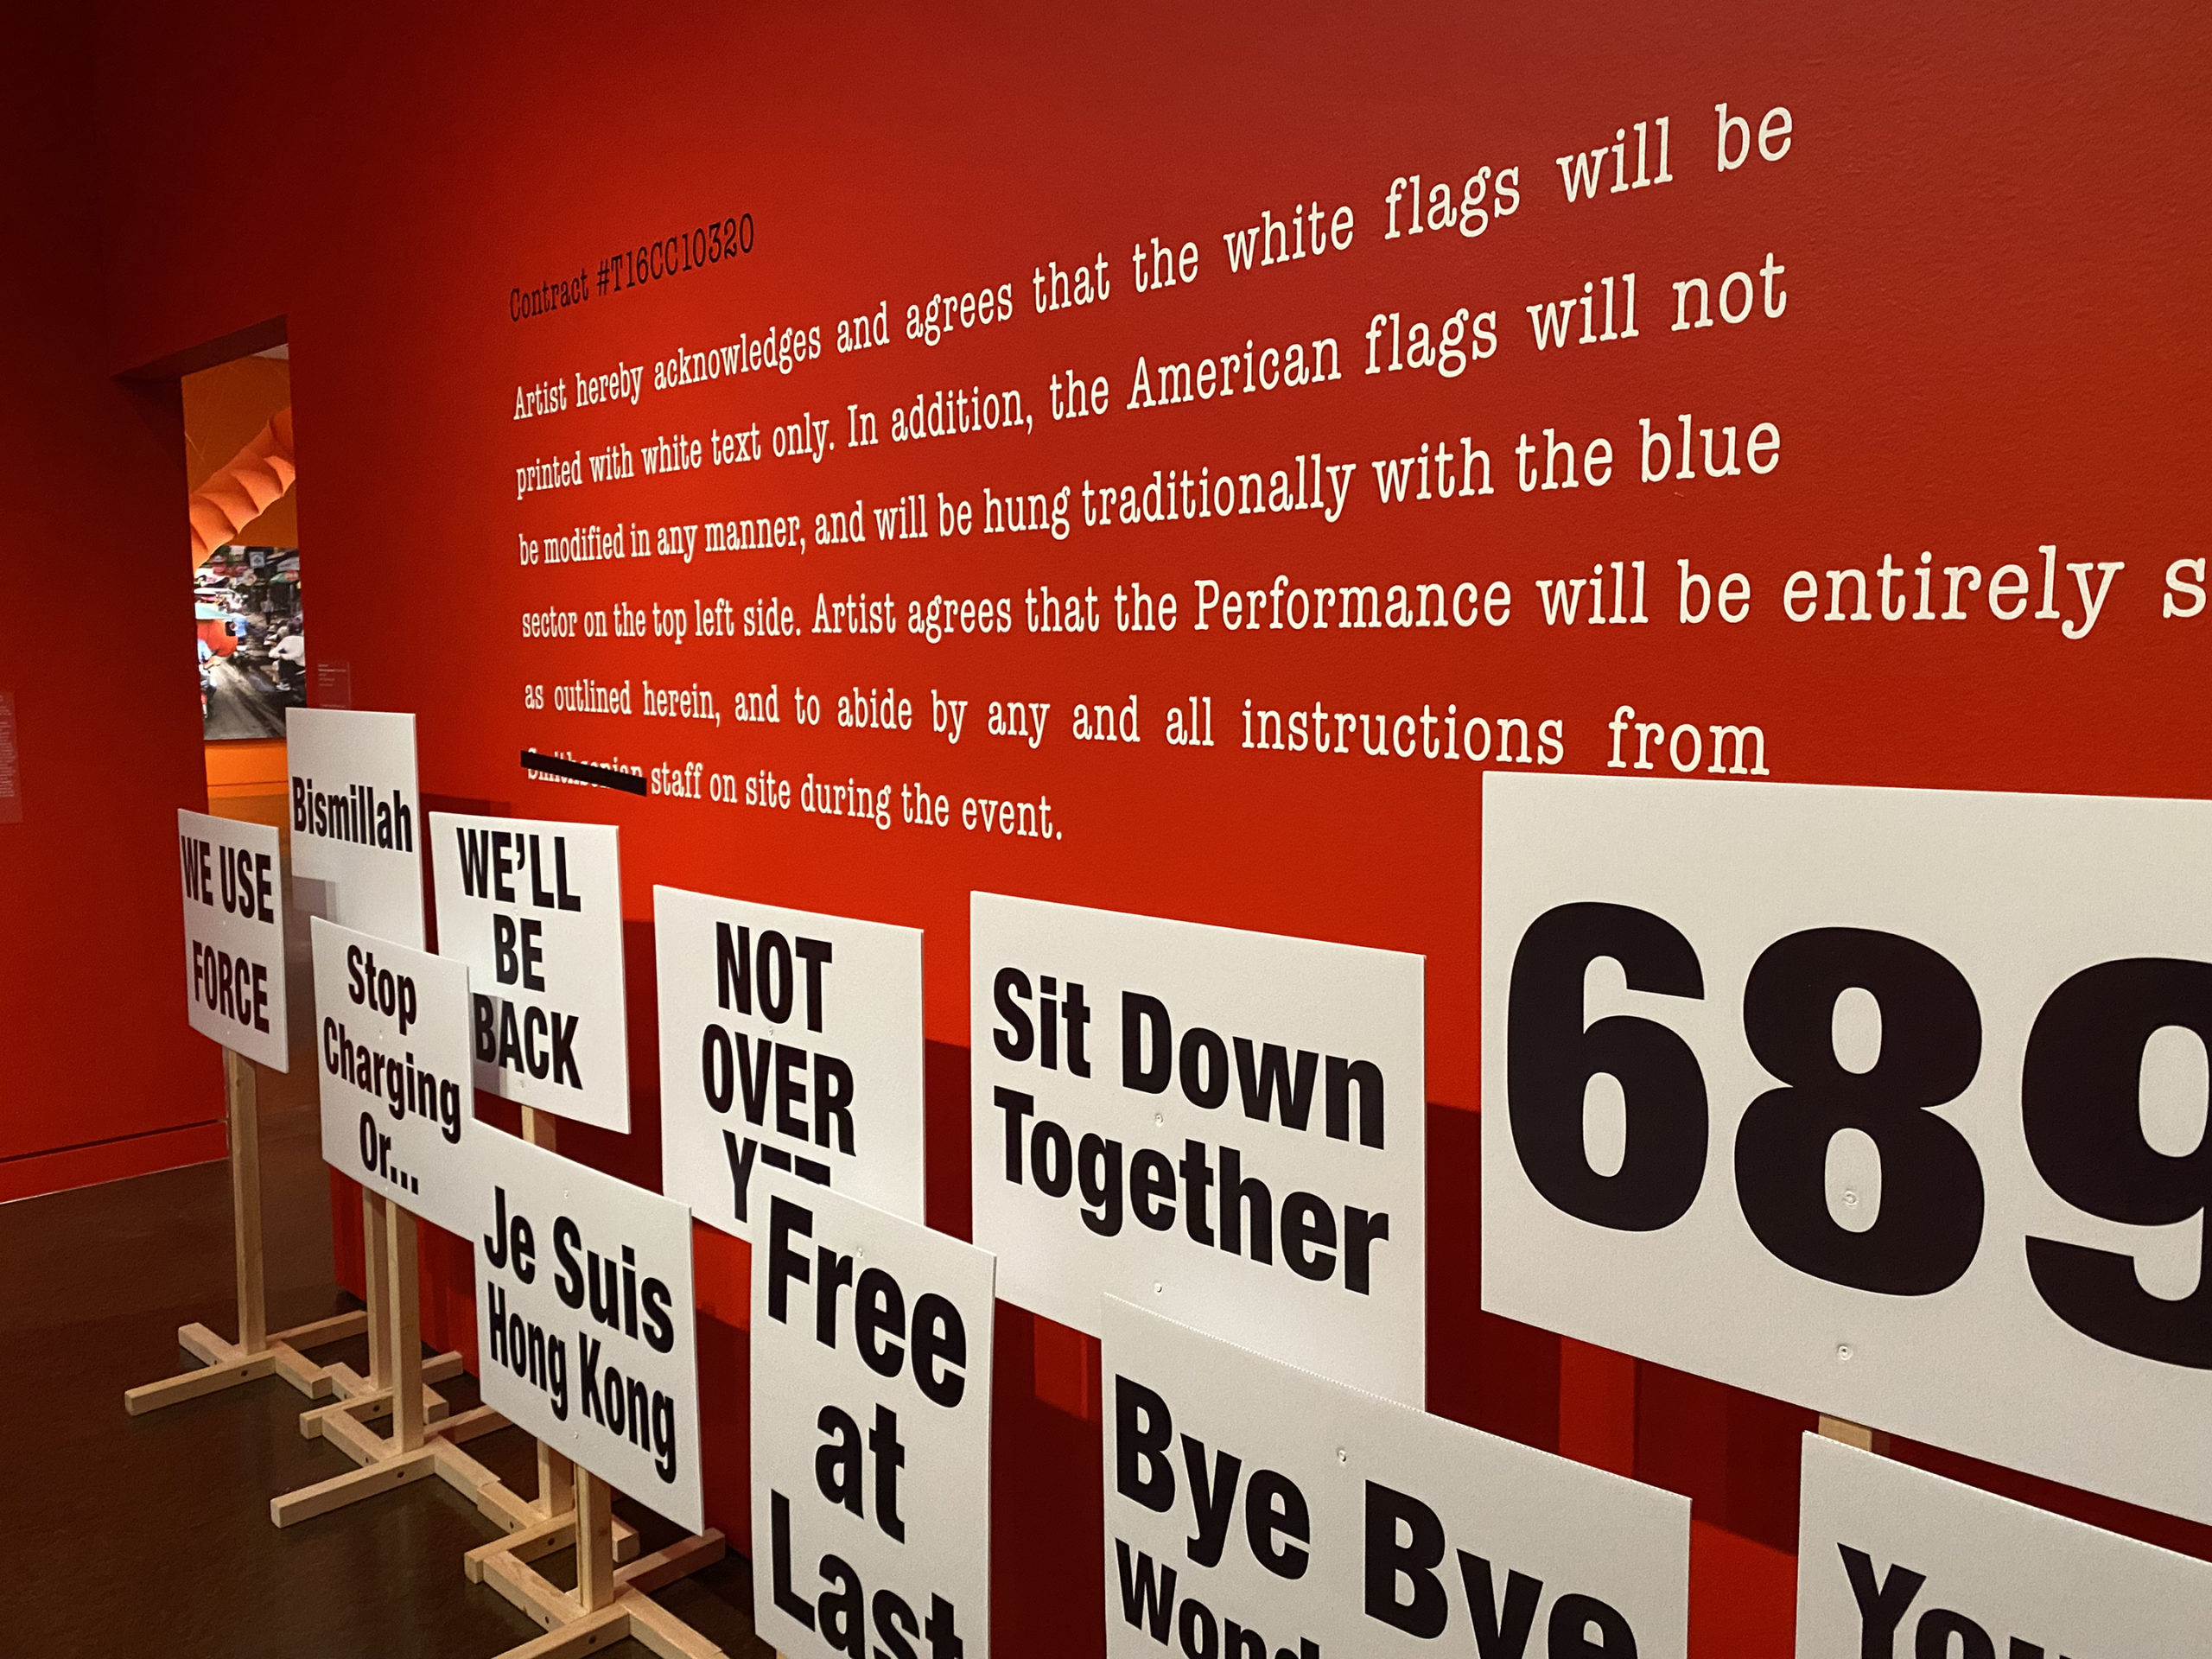 Contract #T16CC10320
Artist hereby acknowledges and agrees that the white flags will be
printed with white text only. In addition, the American flags will not
be modified in any manner, and will be hung traditionally with the blue
sector on the top left side. Artist agrees that the Performance will be entirely s
as outlined herein, and to abide by any and all instructions from
Smithsonian staff on site during the event.
WE USE
FORCE
Bismillah
Stop
Charging
Or...
WE'LL
BE
BACK
Je Suis
Hong Kong
NOT
OVER
Free
at
Last
Sit Down
Together
Bye Bye
689
You